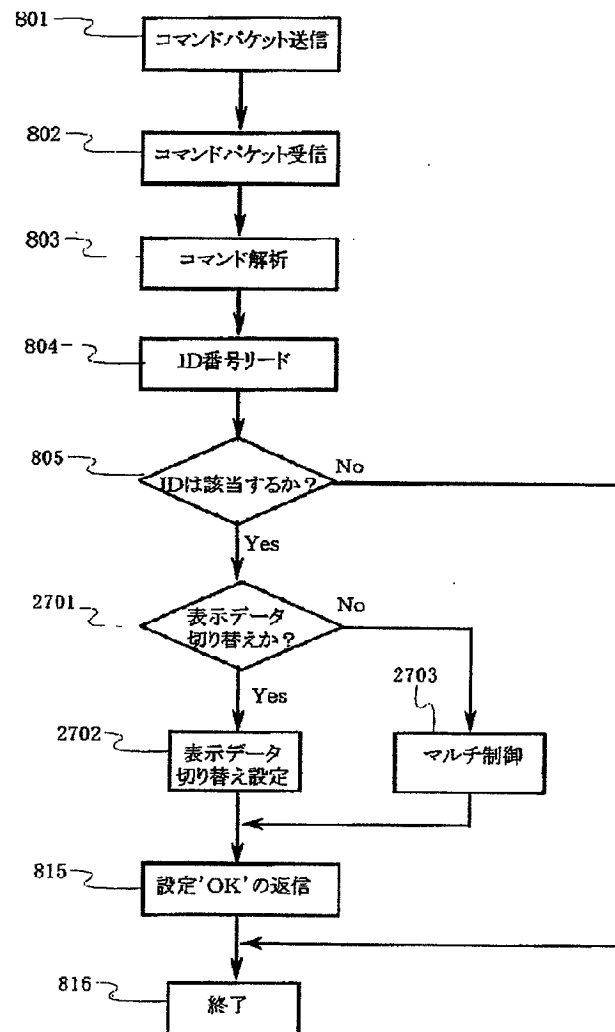 801
コマンドパケット送信
802
コマンドパケット受信
803
コマンド解析
804
ID番号リード
805
IDは該当するか？
No
Yes
2701
表示データ
切り替えか？
No
Yes
2703
マルチ制御
2702
表示データ
切り替え設定
815
設定'OK'の返信
816
終了